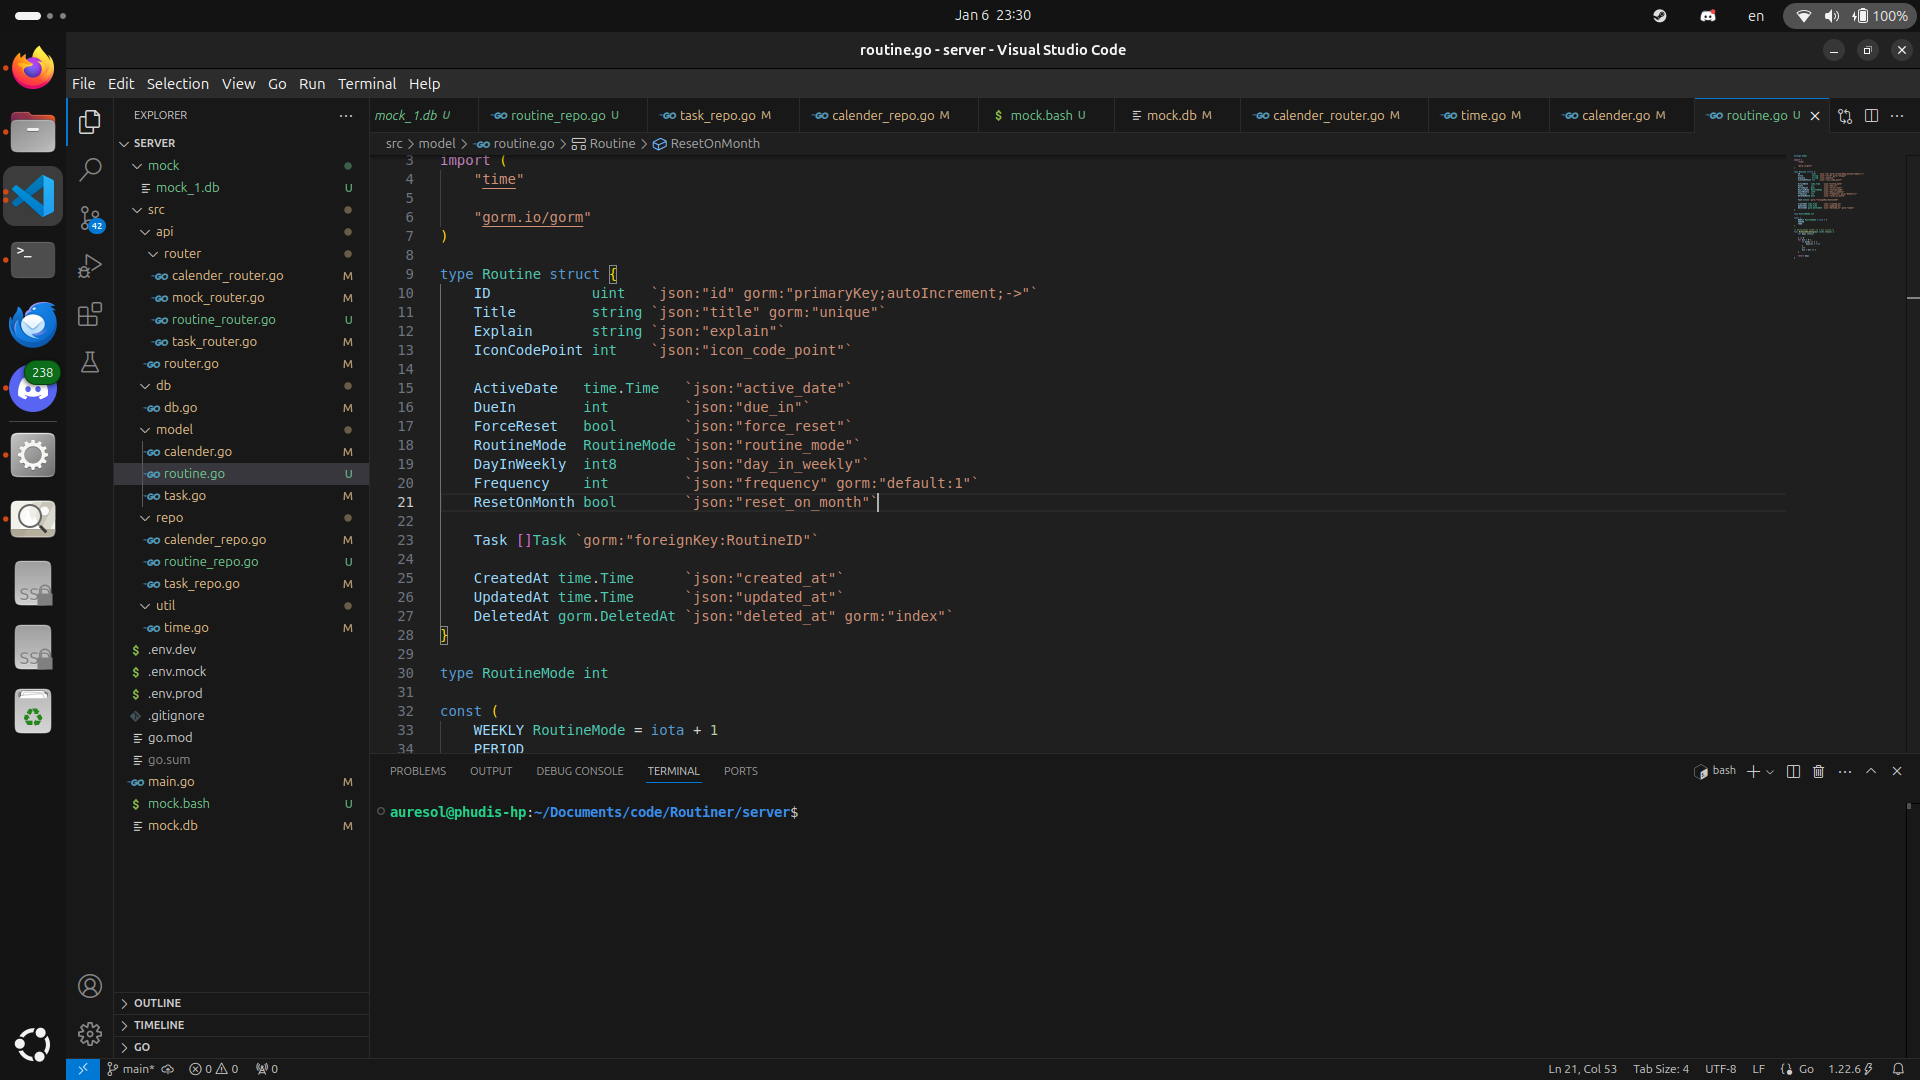 Jan 6 23:30
en
100%
routine.go - server - Visual Studio Code
File Edit Selection View Go Run Terminal Help
EXPLORER
mock_1.db U
routine_repo.go U
task_repo.go M
calender_repo.go M
mock.bash U
mock.db M
calender_router.go M
time.go M
calender.go M
routine.go U
SERVER
mock
mock_1.db U
src
api
router
calender_router.go M
mock_router.go M
routine_router.go U
task_router.go M
router.go M
db
db.go M
model
calender.go M
routine.go U
task.go M
repo
calender_repo.go M
routine_repo.go U
task_repo.go M
util
time.go M
.env.dev
.env.mock
.env.prod
.gitignore
go.mod
go.sum
main.go M
mock.bash U
mock.db M
OUTLINE
TIMELINE
GO
42
238
src > model > routine.go > Routine > ResetOnMonth
3 import (
4 "time"
5
6 "gorm.io/gorm"
7 )
8
9 type Routine struct {
10 ID uint `json:"id" gorm:"primaryKey;autoIncrement;->"`
11 Title string `json:"title" gorm:"unique"`
12 Explain string `json:"explain"`
13 IconCodePoint int `json:"icon_code_point"`
14
15 ActiveDate time.Time `json:"active_date"`
16 DueIn int `json:"due_in"`
17 ForceReset bool `json:"force_reset"`
18 RoutineMode RoutineMode `json:"routine_mode"`
19 DayInWeekly int8 `json:"day_in_weekly"`
20 Frequency int `json:"frequency" gorm:"default:1"`
21 ResetOnMonth bool `json:"reset_on_month"`
22
23 Task []Task `gorm:"foreignKey:RoutineID"`
24
25 CreatedAt time.Time `json:"created_at"`
26 UpdatedAt time.Time `json:"updated_at"`
27 DeletedAt gorm.DeletedAt `json:"deleted_at" gorm:"index"`
28 }
29
30 type RoutineMode int
31
32 const (
33 WEEKLY RoutineMode = iota + 1
34 PERIOD
PROBLEMS OUTPUT DEBUG CONSOLE TERMINAL PORTS
bash
auresol@phudis-hp:~/Documents/code/Routiner/server$
main* 0 0 0
Ln 21, Col 53 Tab Size: 4 UTF-8 LF Go 1.22.6